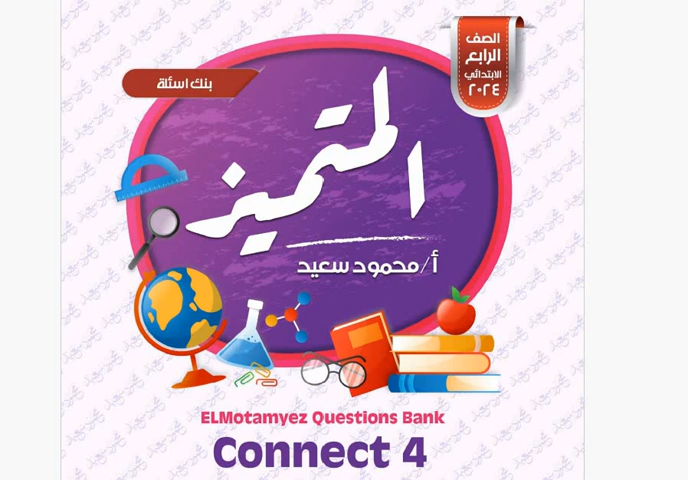 الصف
الرابع
الابتدائي
٢٠٢٤
بنك اسئلة
المتميز
أ/محمود سعيد
ELMotamyez Questions Bank
Connect 4